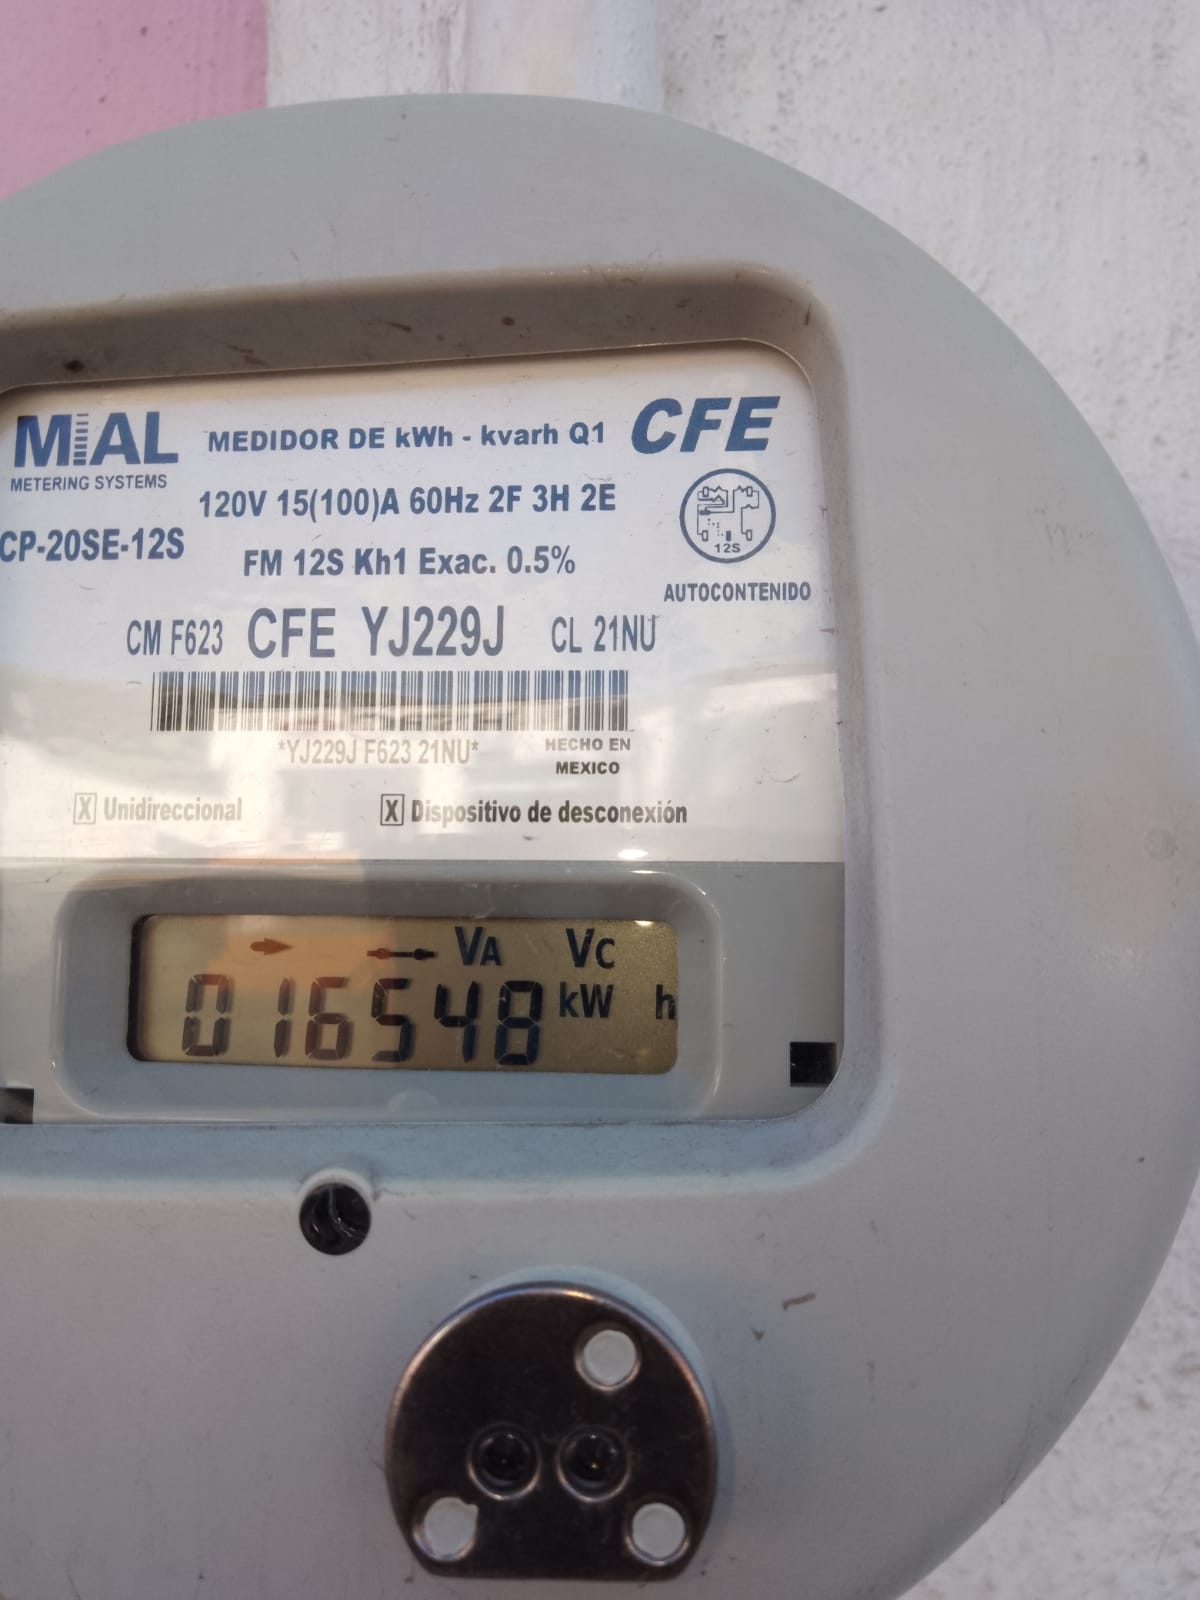 MIAL
METERING SYSTEMS
MEDIDOR DE kWh - kvarh Q1
CFE
120V 15(100)A 60Hz 2F 3H 2E
CP-20SE-12S
FM 12S Kh1 Exac. 0.5%
12S
AUTOCONTENIDO
CM F623 CFE YJ229J CL 21NU
*YJ229J F623 21NU*
HECHO EN
MEXICO
X Unidireccional
X Dispositivo de desconexión
VA VC
016548 kW h